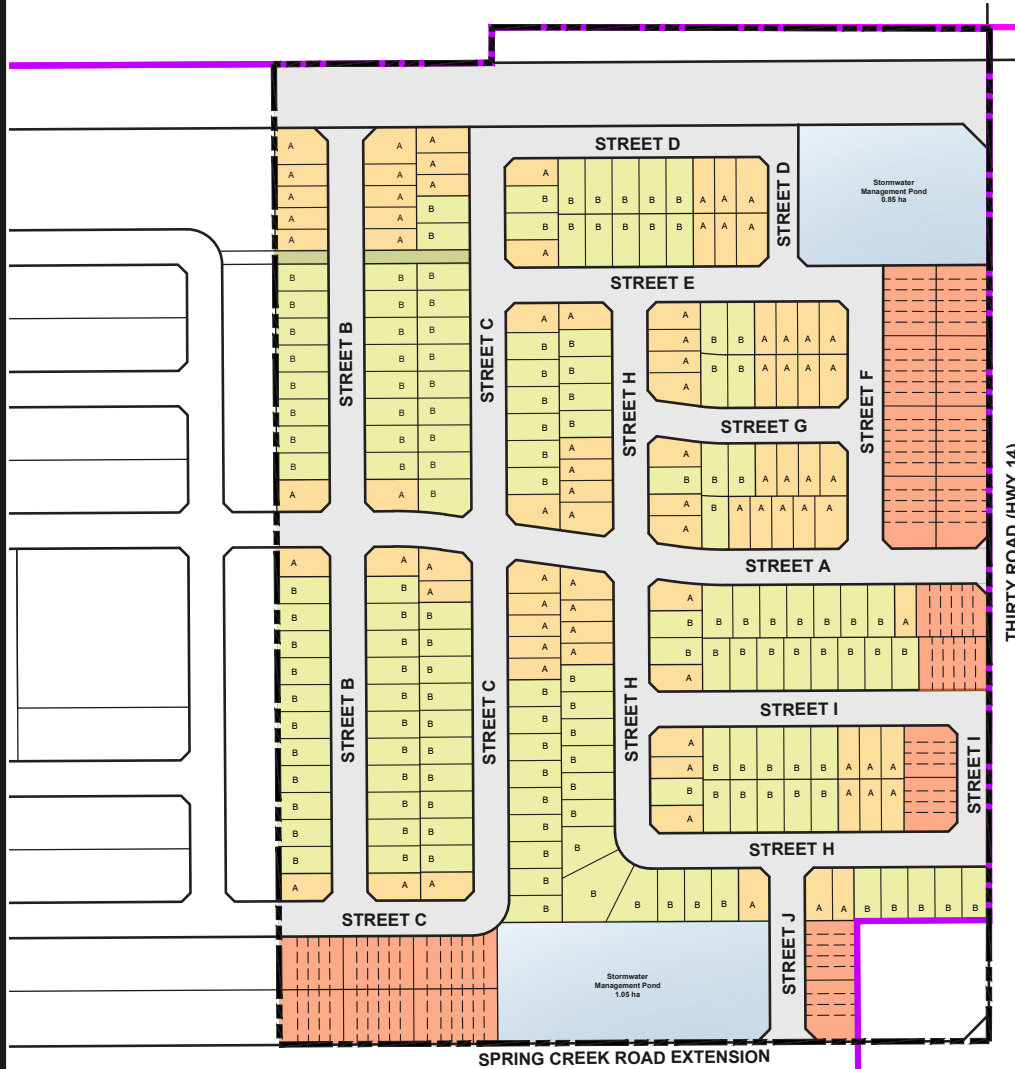 STREET D
STREET D
Stormwater
Management Pond
0.85 ha
A
A
A
A
A
B
B
B
B
B
B
B
B
A
STREET B
A
A
A
A
A
B
B
B
B
B
B
B
B
A
A
A
A
B
B
B
B
B
B
B
B
B
B
B
STREET C
A
B
B
A
B B B B B A A A
B B B B B A A A
STREET E
A
B
B
B
B
B
B
A
A
B
B
B
B
A
A
A
A
STREET H
A
A
A
A
B B A A A A
B B A A A A
STREET F
STREET G
A
B
A
A
B B A A A A
B A A A A A
THIRTY ROAD (HWY 14)
STREET A
A
B
B
B
B
B
B
B
B
B
B
B
A
STREET B
A
B
B
B
B
B
B
B
B
B
B
B
A
A
A
B
B
B
B
B
B
B
B
B
B
A
STREET C
A
A
A
A
A
B
B
B
B
B
B
B
B
B
A
A
A
A
B
B
B
B
B
B
B
B
STREET H
A
B
B
A
B B B B B B B A
B B B B B B B B
STREET I
A
A
B
A
B B B B B A A A
B B B B B A A A
STREET I
STREET H
B B B B A
A A B B B B B
STREET C
STREET J
Stormwater
Management Pond
1.05 ha
SPRING CREEK ROAD EXTENSION